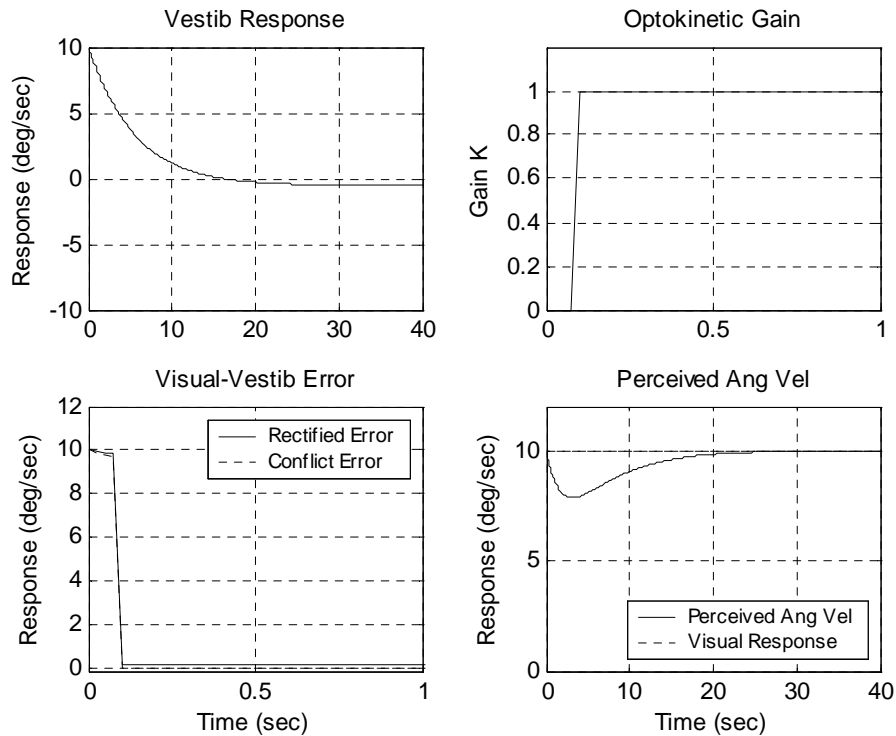 Vestib Response
Response (deg/sec)
10
5
0
-5
-10
0
10
20
30
40
Optokinetic Gain
Gain K
1
0.8
0.6
0.4
0.2
0
0
0.5
1
Visual-Vestib Error
Response (deg/sec)
12
10
8
6
4
2
0
Rectified Error
Conflict Error
0
0.5
1
Time (sec)
Perceived Ang Vel
Response (deg/sec)
10
5
0
Perceived Ang Vel
Visual Response
0
10
20
30
40
Time (sec)